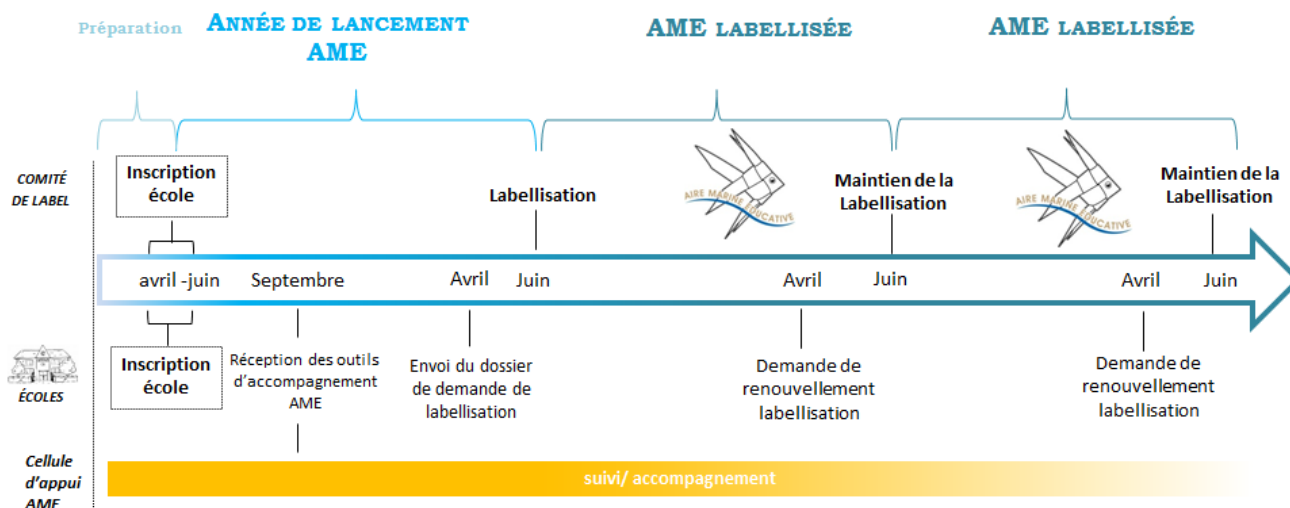 Préparation
ANNÉE DE LANCEMENT
AME
AME LABELLISÉE
AME LABELLISÉE
COMITÉ
DE LABEL
Inscription
école
Labellisation
AIRE MARINE EDUCATIVE
Maintien de la
Labellisation
AIRE MARINE EDUCATIVE
Maintien de la
Labellisation
avril -juin
Septembre
Avril
Juin
Avril
Juin
Avril
Juin
ÉCOLES
Inscription
école
Réception des outils
d'accompagnement
AME
Envoi du dossier
de demande de
labellisation
Demande de
renouvellement
labellisation
Demande de
renouvellement
labellisation
Cellule
d'appui
AME
suivi/ accompagnement